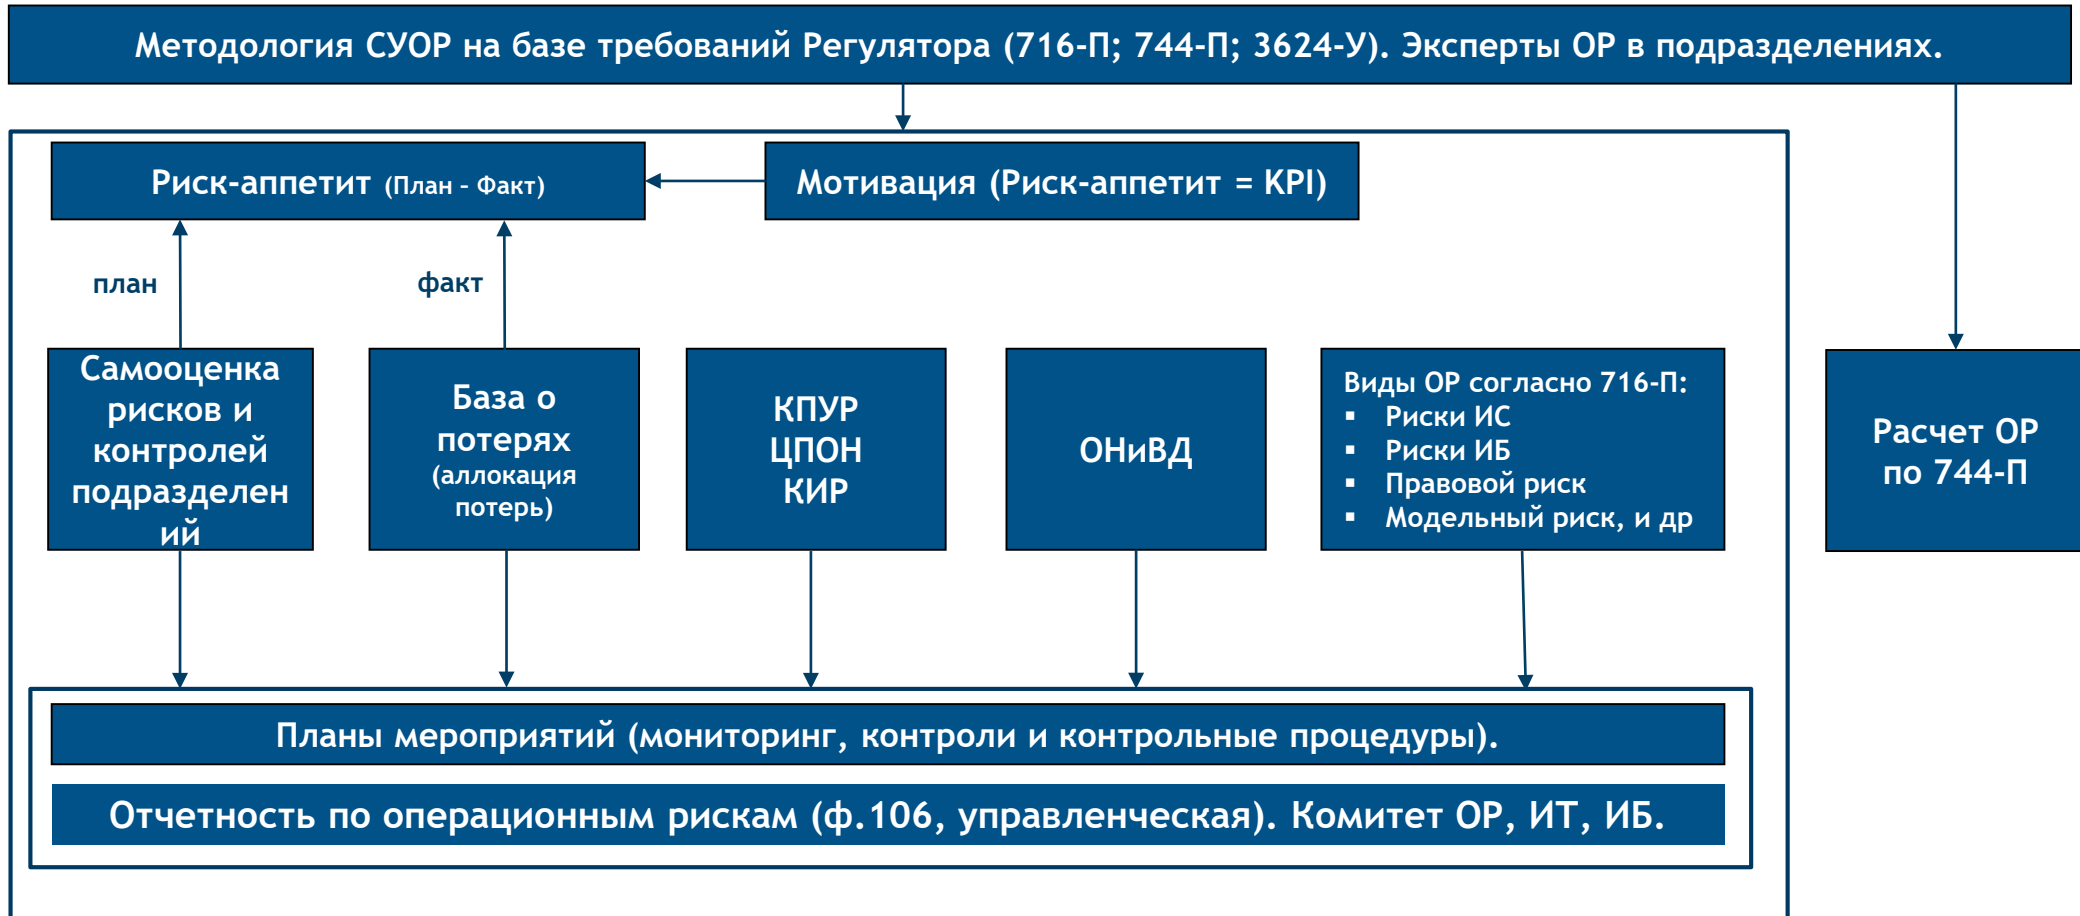 Методология СУОР на базе требований Регулятора (716-П; 744-П; 3624-У). Эксперты ОР в подразделениях.
Риск-аппетит (План – Факт)
Мотивация (Риск-аппетит = KPI)
план
факт
Самооценка
рисков и
контролей
подразделен
ий
База о
потерях
(аллокация
потерь)
КПУР
ЦПОН
КИР
ОНиВД
Виды ОР согласно 716-П:
▪ Риски ИС
▪ Риски ИБ
▪ Правовой риск
▪ Модельный риск, и др
Расчет ОР
по 744-П
Планы мероприятий (мониторинг, контроли и контрольные процедуры).
Отчетность по операционным рискам (ф.106, управленческая). Комитет ОР, ИТ, ИБ.